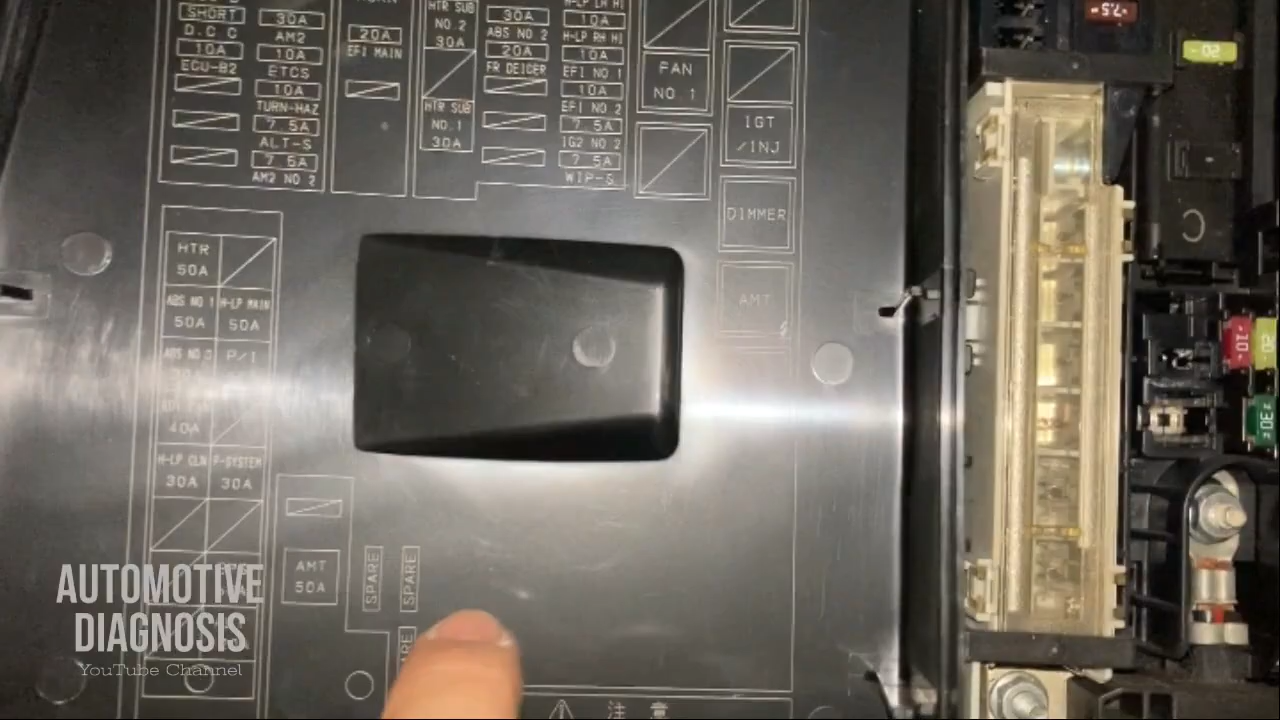 SHORT
D.C C
10A
ECU-B2
30A
AM2
10A
ETCS
10A
TURN-HAZ
7.5A
ALT-S
7.5A
AM2 NO 2
20A
EFI MAIN
HTR SUB
NO.2
30A
HTR SUB
NO.1
30A
30A
ABS NO 2
20A
FR DEICER
H-LP LH HI
10A
H-LP RH HI
10A
EFI NO 1
10A
EFI NO 2
7.5A
IG2 NO 2
7.5A
WIP-S
FAN
NO.1
IGT
/INJ
DIMMER
AMT
HTR
50A
ABS NO 1
50A
H-LP MAIN
50A
P/I
40A
H-LP CLN
30A
P-SYSTEM
30A
AMT
50A
SPARE
SPARE
注意
7.5
20
10
20
30
C
AUTOMOTIVE
DIAGNOSIS
YouTube Channel